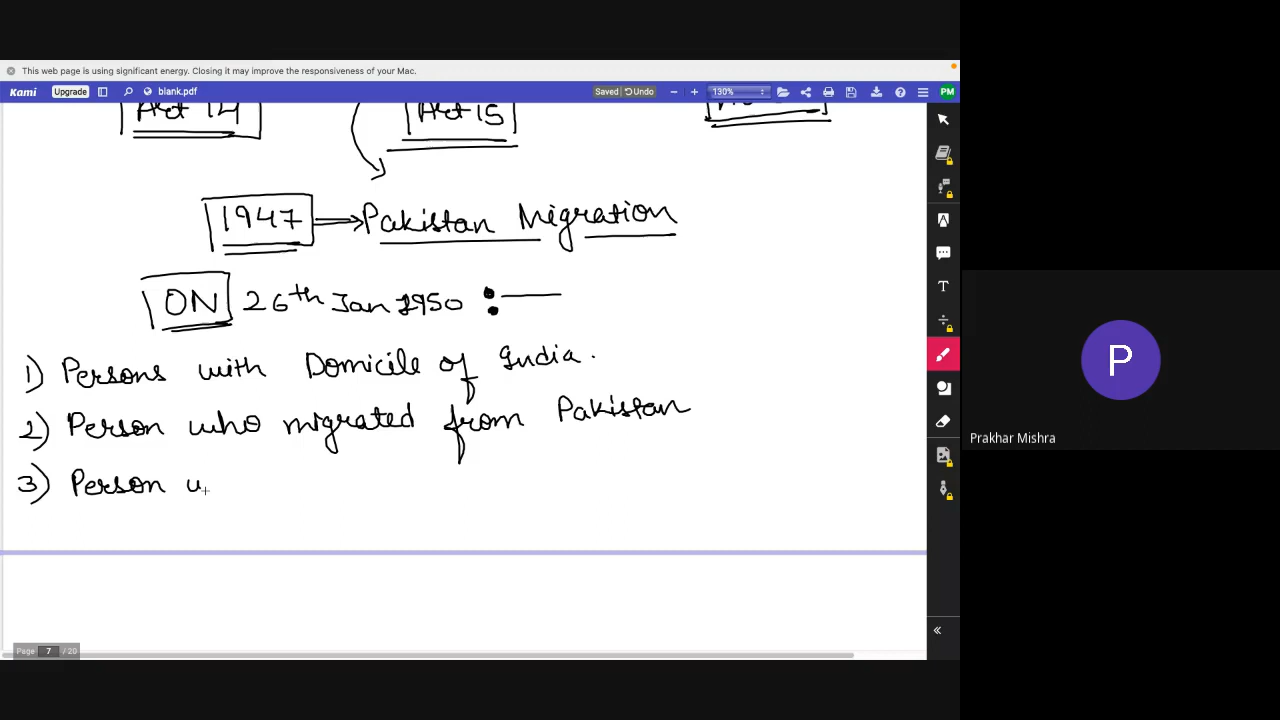 This web page is using significant energy. Closing it may improve the responsiveness of your Mac.
Kami Upgrade blank.pdf Saved Undo 130% PM
Act 14 Act 15
1947 Pakistan Migration
ON 26th Jan 1950 :
1) Persons with Domicile of India.
2) Person who migrated from Pakistan
3) Person
T
P
Prakhar Mishra
Page 7 / 20